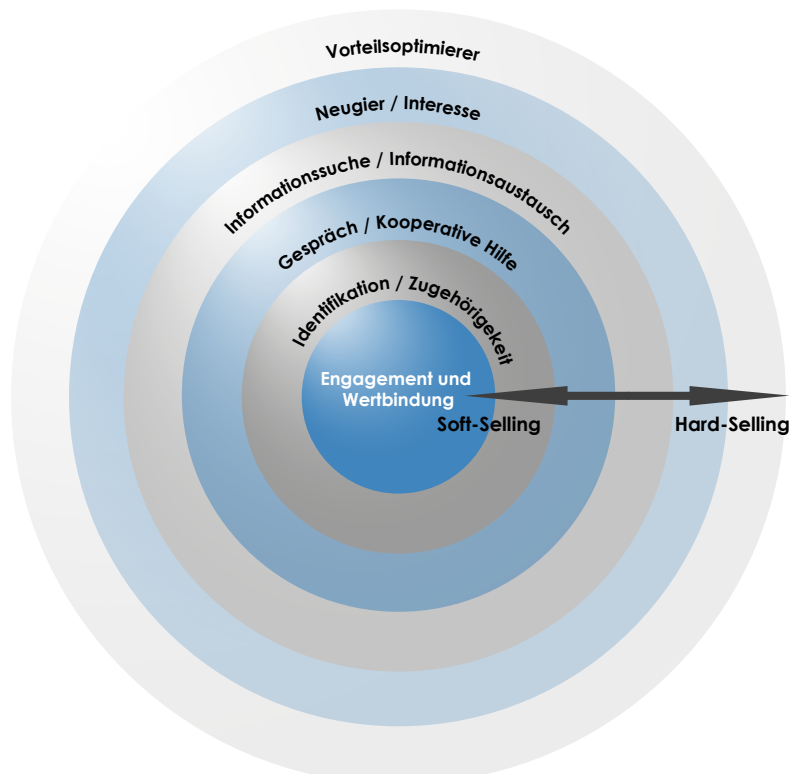 Vorteilsoptimierer
Neugier / Interesse
Informationssuche / Informationsaustausch
Gespräch / Kooperative Hilfe
Identifikation / Zugehörigekeit
Engagement und
Wertbindung
Soft-Selling
Hard-Selling